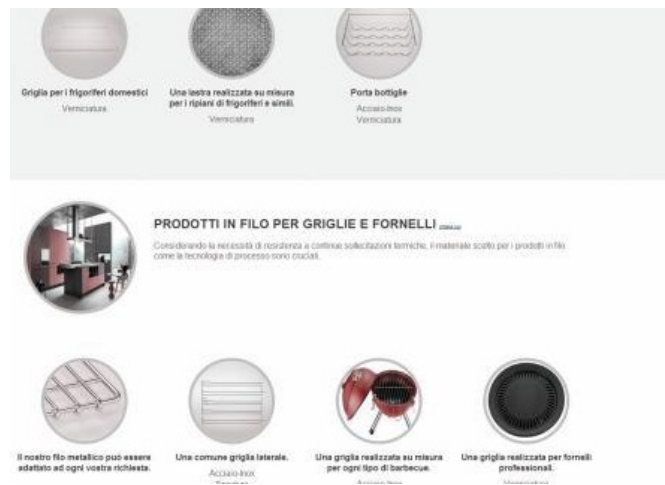 Griglia per i frigoriferi domestici
Verniciatura
Una lastra realizzata su misura
per i ripiani di frigoriferi e simili.
Verniciatura
Porta bottiglie
Acciaio-Inox
Verniciatura
PRODOTTI IN FILO PER GRIGLIE E FORNELLI
Considerando la necessità di resistenza a continue sollecitazioni termiche, il materiale scelto per i prodotti in filo
come la tecnologia di processo sono cruciali.
Il nostro filo metallico può essere
adattato ad ogni vostra richiesta.
Una comune griglia laterale.
Acciaio-Inox
Una griglia realizzata su misura
per ogni tipo di barbecue.
Acciaio-Inox
Una griglia realizzata per fornelli
professionali.
Verniciatura